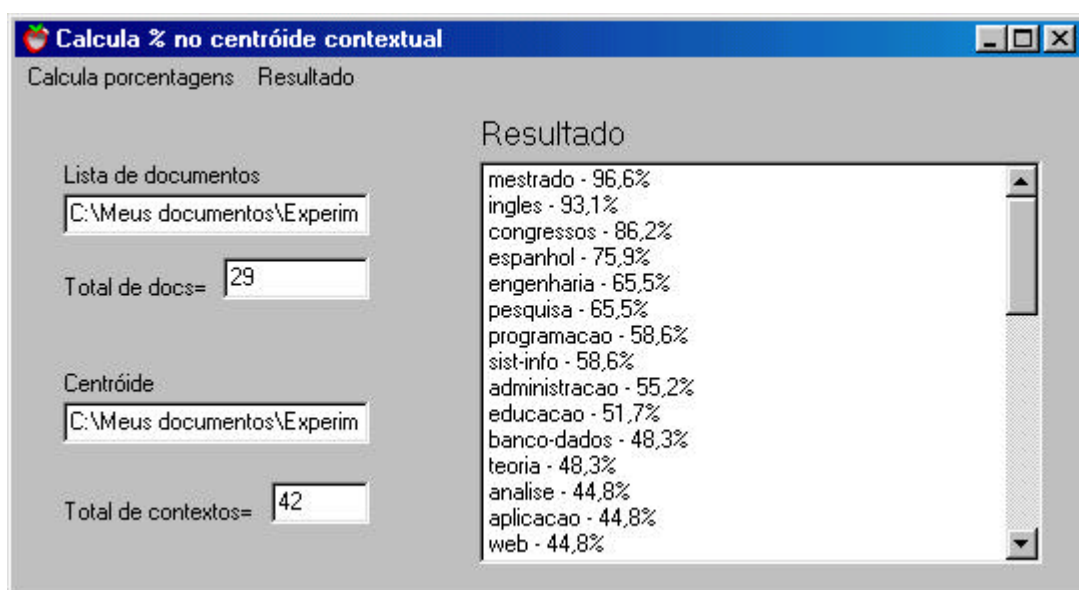 Calcula % no centróide contextual
Calcula porcentagens Resultado
Lista de documentos
C:\Meus documentos\Experim
Total de docs= 29
Centróide
C:\Meus documentos\Experim
Total de contextos= 42
Resultado
mestrado - 96,6%
ingles - 93,1%
congressos - 86,2%
espanhol - 75,9%
engenharia - 65,5%
pesquisa - 65,5%
programacao - 58,6%
sist-info - 58,6%
administracao - 55,2%
educacao - 51,7%
banco-dados - 48,3%
teoria - 48,3%
analise - 44,8%
aplicacao - 44,8%
web - 44,8%